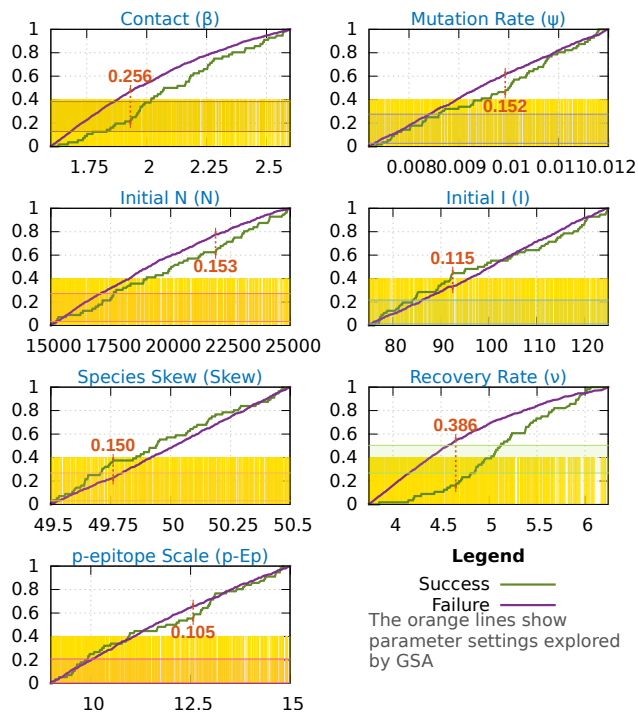 Contact (β)
1
0.8
0.6
0.4
0.2
0
0.256
1.75 2 2.25 2.5
Mutation Rate (ψ)
1
0.8
0.6
0.4
0.2
0
0.152
0.008 0.009 0.01 0.011 0.012
Initial N (N)
1
0.8
0.6
0.4
0.2
0
0.153
15000 17500 20000 22500 25000
Initial I (I)
1
0.8
0.6
0.4
0.2
0
0.115
80 90 100 110 120
Species Skew (Skew)
1
0.8
0.6
0.4
0.2
0
0.150
49.5 49.75 50 50.25 50.5
Recovery Rate (ν)
1
0.8
0.6
0.4
0.2
0
0.386
4 4.5 5 5.5 6
p-epitope Scale (p-Ep)
1
0.8
0.6
0.4
0.2
0
0.105
10 12.5 15
Legend
Success
Failure
The orange lines show
parameter settings explored
by GSA